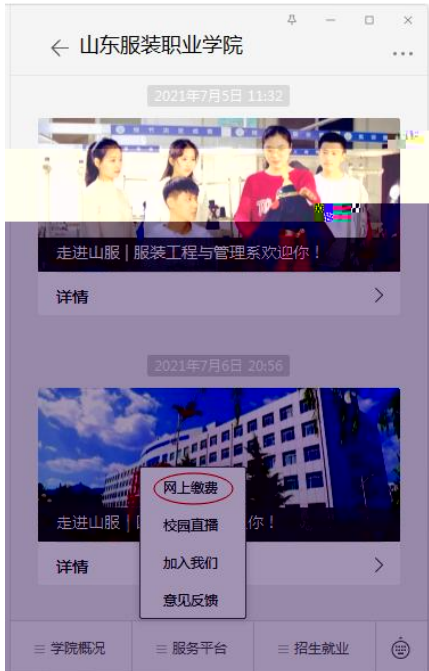 山东服装职业学院
2021年7月5日 11:32
走进山服 | 服装工程与管理系欢迎你！
详情
2021年7月6日 20:56
走进山服 |
你！
详情
网上缴费
校园直播
加入我们
意见反馈
学院概况
服务平台
招生就业